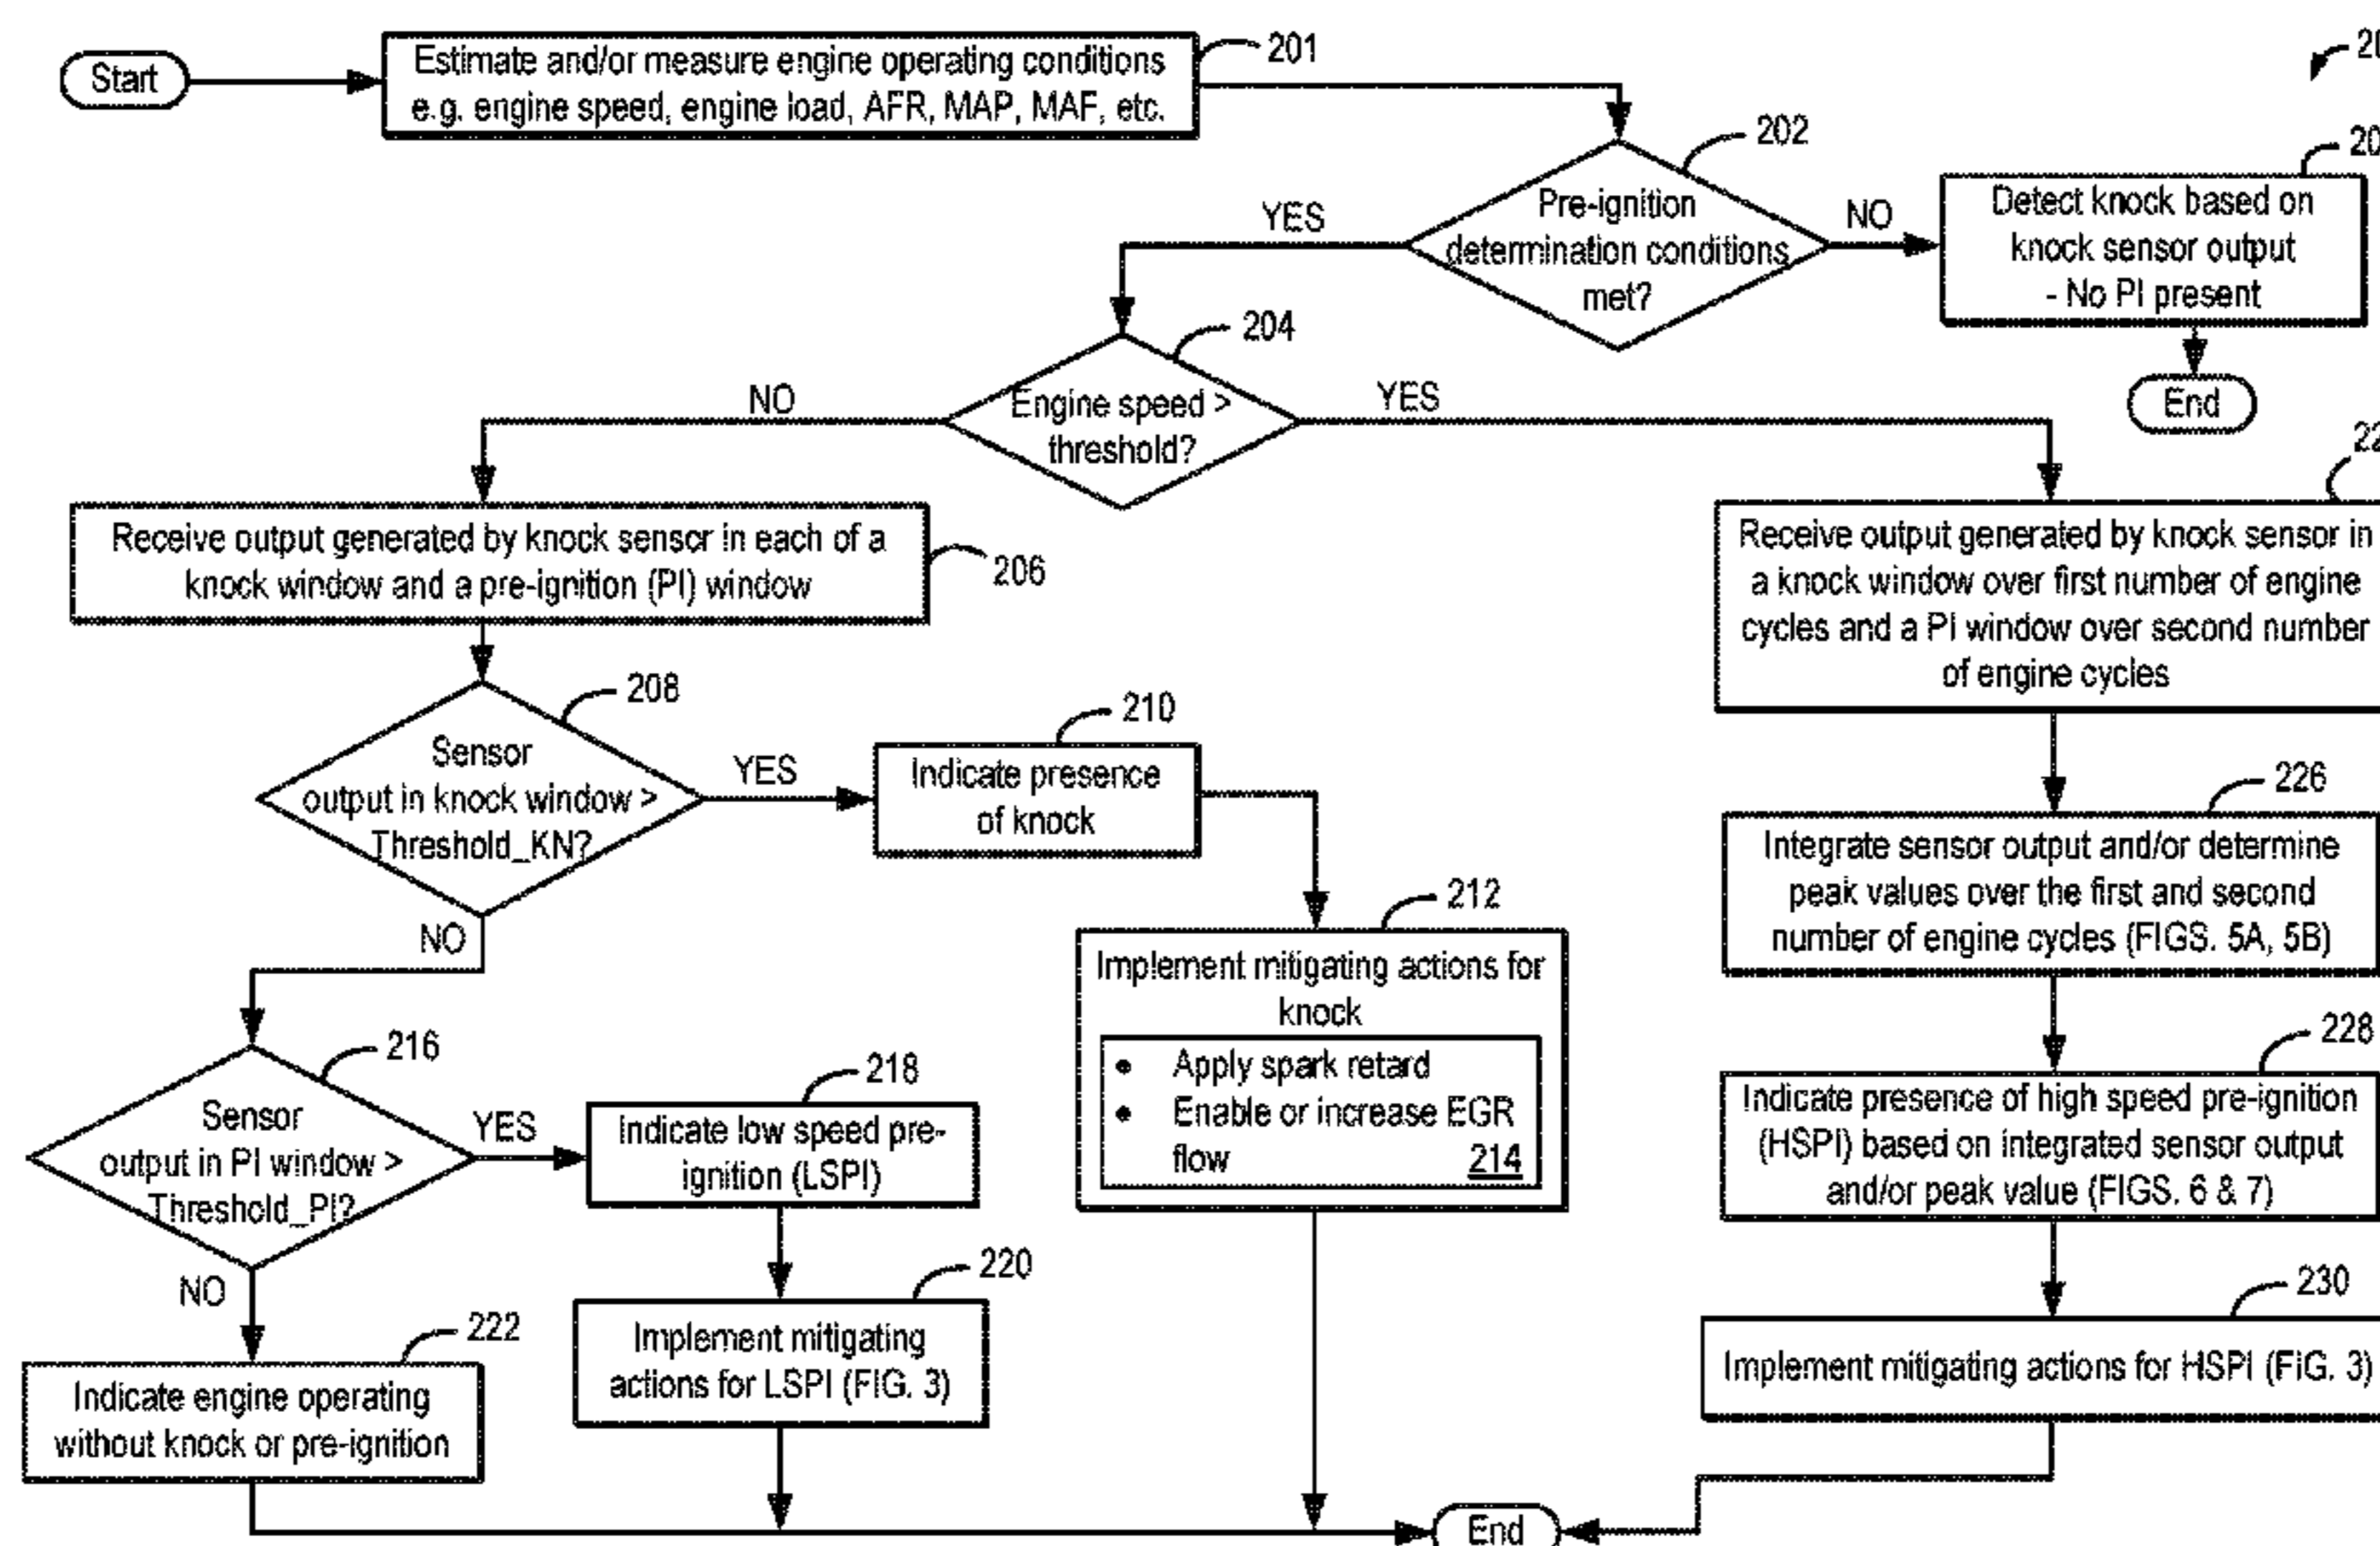 Start
Estimate and/or measure engine operating conditions
e.g. engine speed, engine load, AFR, MAP, MAF, etc.
201
202
Pre-ignition
determination conditions
met?
YES
NO
Detect knock based on
knock sensor output
- No PI present
End
204
Engine speed >
threshold?
NO
YES
Receive output generated by knock sensor in each of a
knock window and a pre-ignition (PI) window
206
Receive output generated by knock sensor in
a knock window over first number of engine
cycles and a PI window over second number
of engine cycles
208
Sensor
output in knock window >
Threshold_KN?
YES
NO
210
Indicate presence
of knock
212
Implement mitigating actions for
knock
• Apply spark retard
• Enable or increase EGR
flow 214
226
Integrate sensor output and/or determine
peak values over the first and second
number of engine cycles (FIGS. 5A, 5B)
216
Sensor
output in PI window >
Threshold_PI?
YES
NO
218
Indicate low speed pre-
ignition (LSPI)
220
Implement mitigating
actions for LSPI (FIG. 3)
222
Indicate engine operating
without knock or pre-ignition
228
Indicate presence of high speed pre-ignition
(HSPI) based on integrated sensor output
and/or peak value (FIGS. 6 & 7)
230
Implement mitigating actions for HSPI (FIG. 3)
End